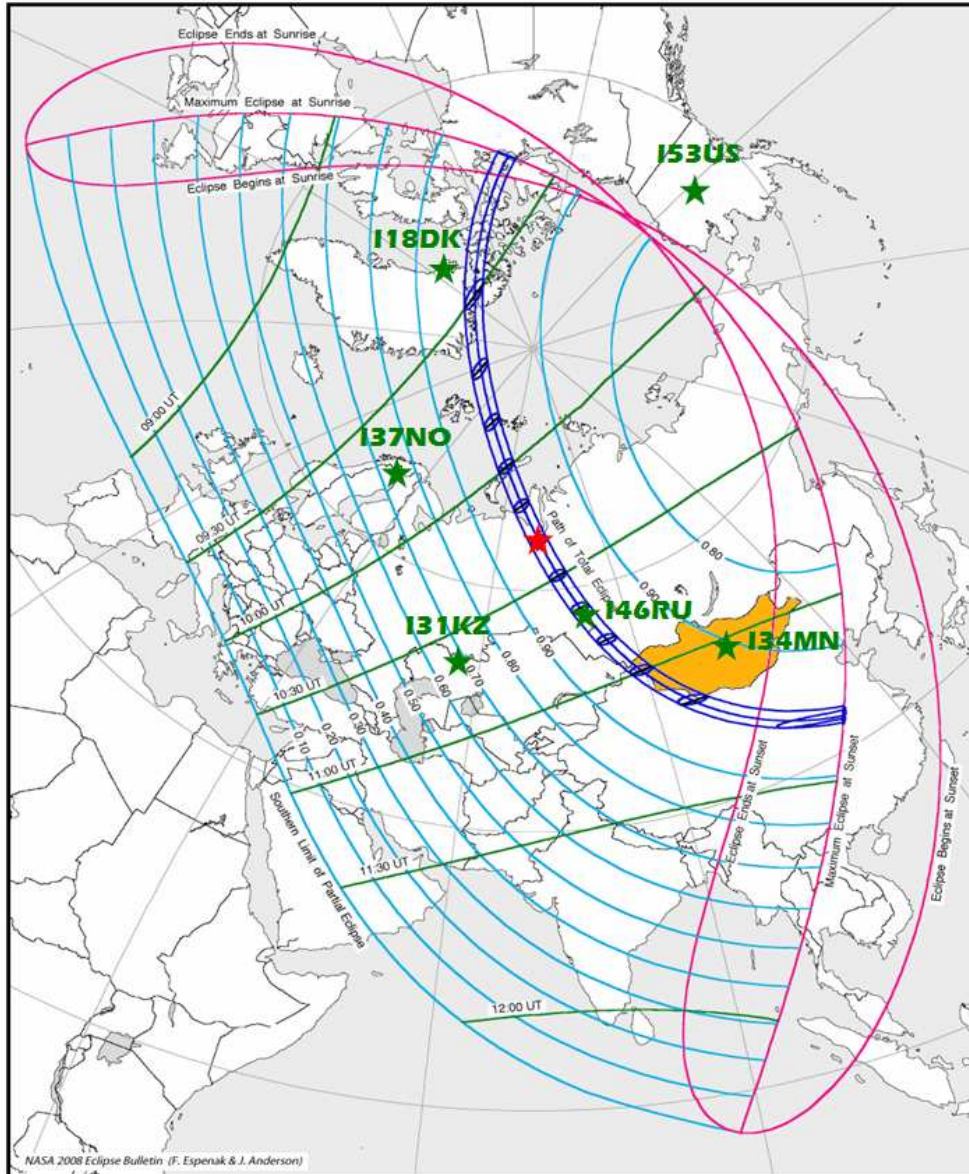 Eclipse Ends at Sunrise
Maximum Eclipse at Sunrise
Eclipse Begins at Sunrise
I53US
I18DK
09:00 UT
I37NO
09:30 UT
Path of Total Eclipse
0.80
10:00 UT
0.90
I46RU
I31KZ
I34MN
0.90
0.80
0.70
0.60
0.50
0.40
0.30
0.20
0.10
10:30 UT
11:00 UT
11:30 UT
12:00 UT
Southern Limit of Partial Eclipse
Eclipse Ends at Sunset
Maximum Eclipse at Sunset
Eclipse Begins at Sunset
NASA 2008 Eclipse Bulletin (F. Espenak & J. Anderson)